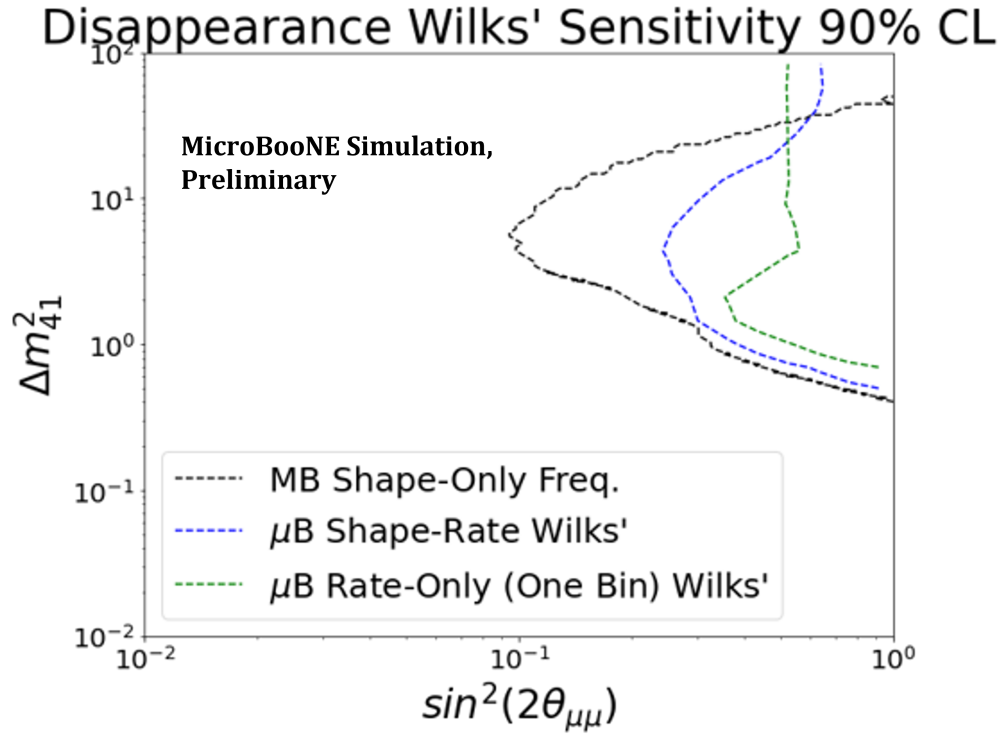 Disappearance Wilks' Sensitivity 90% CL
10²
MicroBooNE Simulation,
Preliminary
10¹
Δm²₄₁
10⁰
MB Shape-Only Freq.
10⁻¹
μB Shape-Rate Wilks'
μB Rate-Only (One Bin) Wilks'
10⁻²
10⁻² 10⁻¹ 10⁰
sin²(2θμμ)